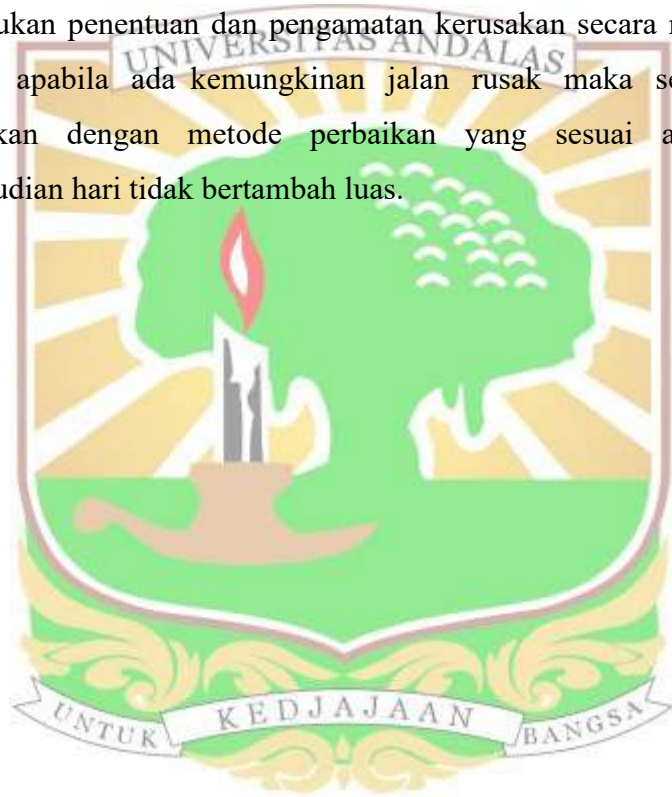 ukan penentuan dan pengamatan kerusakan secara
UNIVERSITAS ANDALAS
apabila ada kemungkinan jalan rusak maka se
kan dengan metode perbaikan yang sesuai a
udian hari tidak bertambah luas.
UNTUK KEDJAJAAN BANGSA